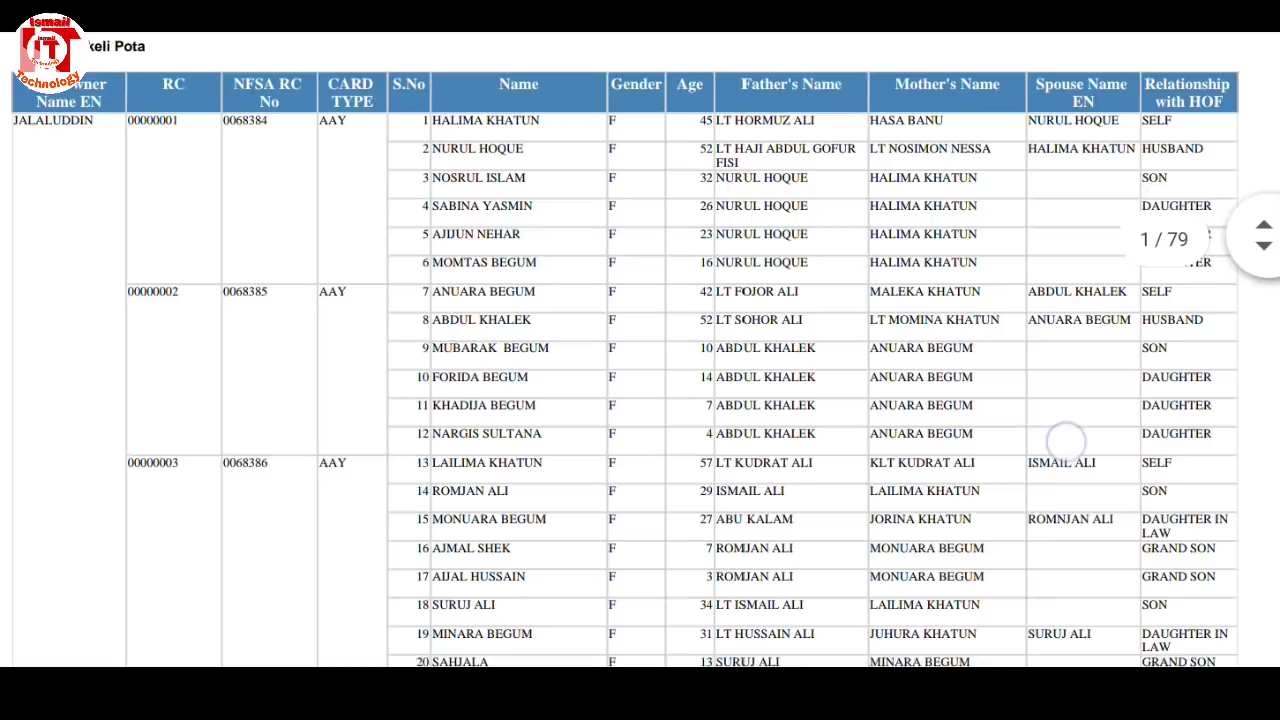 Ismail
IT
Ismail
Technology
keli Pota
wner Name EN RC NFSA RC No CARD TYPE S.No Name Gender Age Father's Name Mother's Name Spouse Name EN Relationship with HOF
JALALUDDIN 00000001 0068384 AAY 1 HALIMA KHATUN F 45 LT HORMUZ ALI HASA BANU NURUL HOQUE SELF
2 NURUL HOQUE F 52 LT HAJI ABDUL GOFUR FISI LT NOSIMON NESSA HALIMA KHATUN HUSBAND
3 NOSRUL ISLAM F 32 NURUL HOQUE HALIMA KHATUN SON
4 SABINA YASMIN F 26 NURUL HOQUE HALIMA KHATUN DAUGHTER
5 AJIJUN NEHAR F 23 NURUL HOQUE HALIMA KHATUN
1 / 79
6 MOMTAS BEGUM F 16 NURUL HOQUE HALIMA KHATUN TER
00000002 0068385 AAY 7 ANUARA BEGUM F 42 LT FOJOR ALI MALEKA KHATUN ABDUL KHALEK SELF
8 ABDUL KHALEK F 52 LT SOHOR ALI LT MOMINA KHATUN ANUARA BEGUM HUSBAND
9 MUBARAK BEGUM F 10 ABDUL KHALEK ANUARA BEGUM SON
10 FORIDA BEGUM F 14 ABDUL KHALEK ANUARA BEGUM DAUGHTER
11 KHADIJA BEGUM F 7 ABDUL KHALEK ANUARA BEGUM DAUGHTER
12 NARGIS SULTANA F 4 ABDUL KHALEK ANUARA BEGUM DAUGHTER
00000003 0068386 AAY 13 LAILIMA KHATUN F 57 LT KUDRAT ALI KLT KUDRAT ALI ISMAIL ALI SELF
14 ROMJAN ALI F 29 ISMAIL ALI LAILIMA KHATUN SON
15 MONUARA BEGUM F 27 ABU KALAM JORINA KHATUN ROMNJAN ALI DAUGHTER IN LAW
16 AJMAL SHEK F 7 ROMJAN ALI MONUARA BEGUM GRAND SON
17 AIJAL HUSSAIN F 3 ROMJAN ALI MONUARA BEGUM GRAND SON
18 SURUJ ALI F 34 LT ISMAIL ALI LAILIMA KHATUN SON
19 MINARA BEGUM F 31 LT HUSSAIN ALI JUHURA KHATUN SURUJ ALI DAUGHTER IN LAW
20 SAHJALA F 13 SURUJ ALI MINARA BEGUM GRAND SON